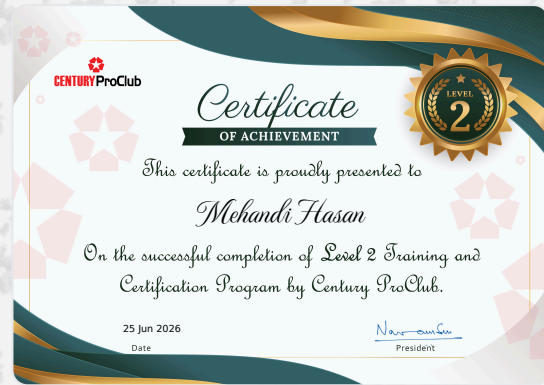 CENTURY ProClub
LEVEL
2
Certificate
OF ACHIEVEMENT
This certificate is proudly presented to
Mehandi Hasan
On the successful completion of Level 2 Training and
Certification Program by Century ProClub.
25 Jun 2026
Date
President